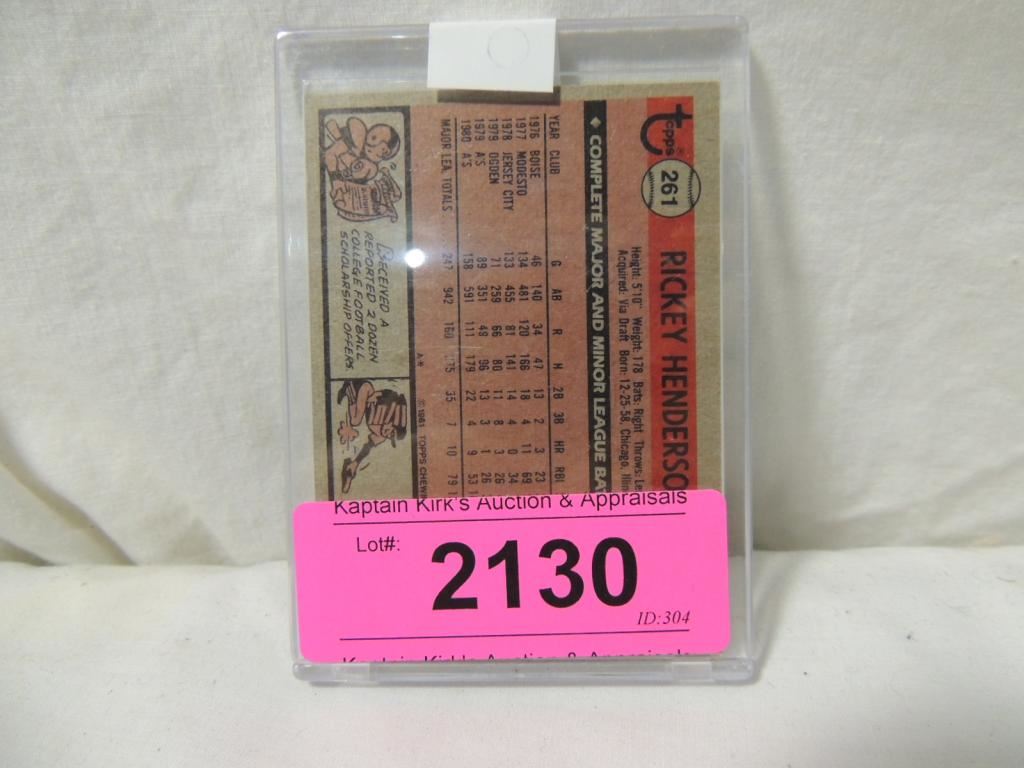 Topps
261
RICKEY HENDERSO
Height: 5'10" Weight: 178 Bats: Right Throws: Le
Acquired: Via Draft Born: 12-25-58, Chicago, Illin
◆ COMPLETE MAJOR AND MINOR LEAGUE BA
YEAR CLUB G AB R H 2B 3B HR RBI
1976 BOISE 46 140 34 47 13 2 3 23
1977 MODESTO 134 481 120 166 18 4 11 69
1978 JERSEY CITY 133 455 81 141 14 4 0 34
1979 OGDEN 71 259 66 80 11 8 3 26
1979 A'S 89 351 49 96 13 3 1 26
1980 A'S 158 591 111 179 22 4 9 53
MAJOR LEA. TOTALS 247 942 160 275 35 7 10 79
A★ © 1981 TOPPS CHEWIN
RECEIVED A
REPORTED 2 DOZEN
COLLEGE FOOTBALL
SCHOLARSHIP OFFERS.
Kaptain Kirk's Auction & Appraisals
Lot#: 2130
ID:304
Kaptain Kirk's Auction & Appraisals